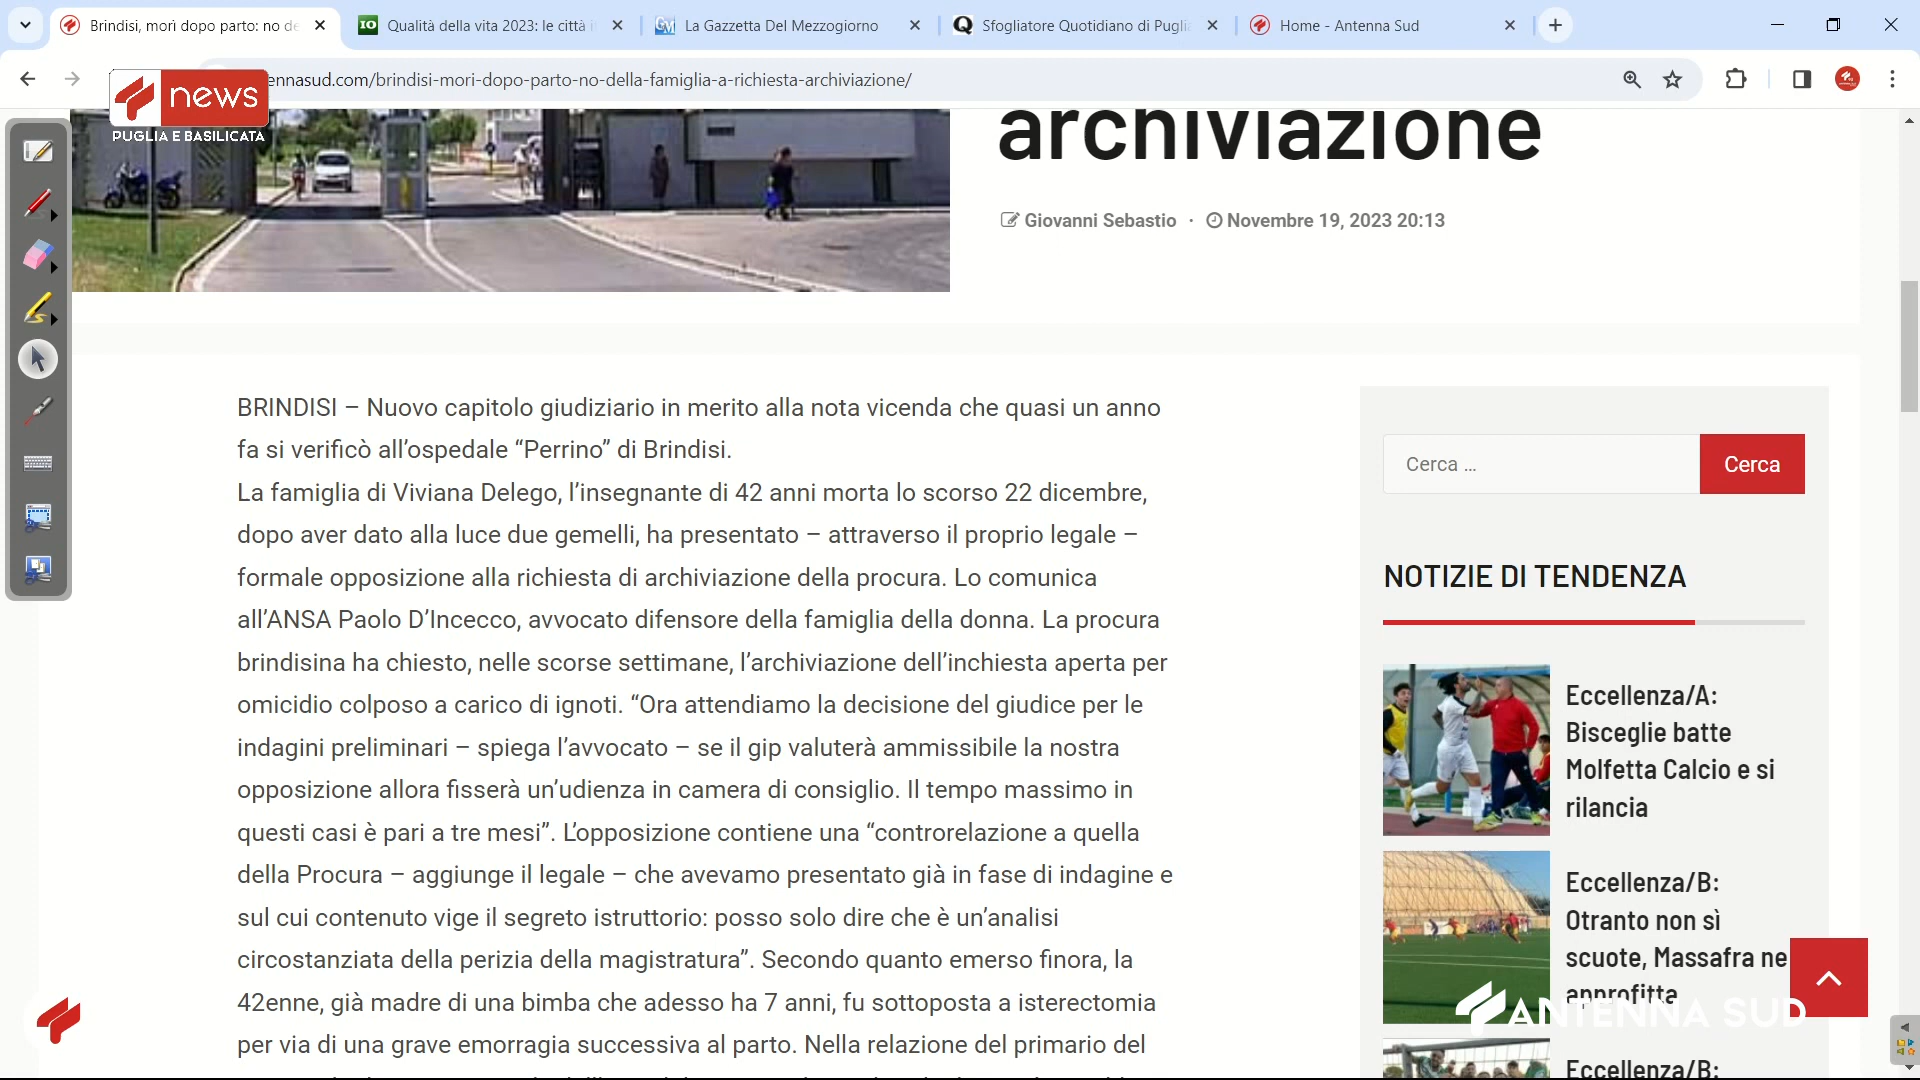 Brindisi, morì dopo parto: no de
Qualità della vita 2023: le città i
La Gazzetta Del Mezzogiorno
Sfogliatore Quotidiano di Pugli
Home - Antenna Sud
ennasud.com/brindisi-mori-dopo-parto-no-della-famiglia-a-richiesta-archiviazione/
news
PUGLIA E BASILICATA
archiviazione
Giovanni Sebastio · Novembre 19, 2023 20:13
BRINDISI – Nuovo capitolo giudiziario in merito alla nota vicenda che quasi un anno
fa si verificò all’ospedale “Perrino” di Brindisi.
La famiglia di Viviana Delego, l’insegnante di 42 anni morta lo scorso 22 dicembre,
dopo aver dato alla luce due gemelli, ha presentato – attraverso il proprio legale –
formale opposizione alla richiesta di archiviazione della procura. Lo comunica
all’ANSA Paolo D’Incecco, avvocato difensore della famiglia della donna. La procura
brindisina ha chiesto, nelle scorse settimane, l’archiviazione dell’inchiesta aperta per
omicidio colposo a carico di ignoti. “Ora attendiamo la decisione del giudice per le
indagini preliminari – spiega l’avvocato – se il gip valuterà ammissibile la nostra
opposizione allora fisserà un’udienza in camera di consiglio. Il tempo massimo in
questi casi è pari a tre mesi”. L’opposizione contiene una “controrelazione a quella
della Procura – aggiunge il legale – che avevamo presentato già in fase di indagine e
sul cui contenuto vige il segreto istruttorio: posso solo dire che è un’analisi
circostanziata della perizia della magistratura”. Secondo quanto emerso finora, la
42enne, già madre di una bimba che adesso ha 7 anni, fu sottoposta a isterectomia
per via di una grave emorragia successiva al parto. Nella relazione del primario del
Cerca …
Cerca
NOTIZIE DI TENDENZA
Eccellenza/A:
Bisceglie batte
Molfetta Calcio e si
rilancia
Eccellenza/B:
Otranto non sì
scuote, Massafra ne
approfitta
ANTENNA SUD
Eccellenza/B: